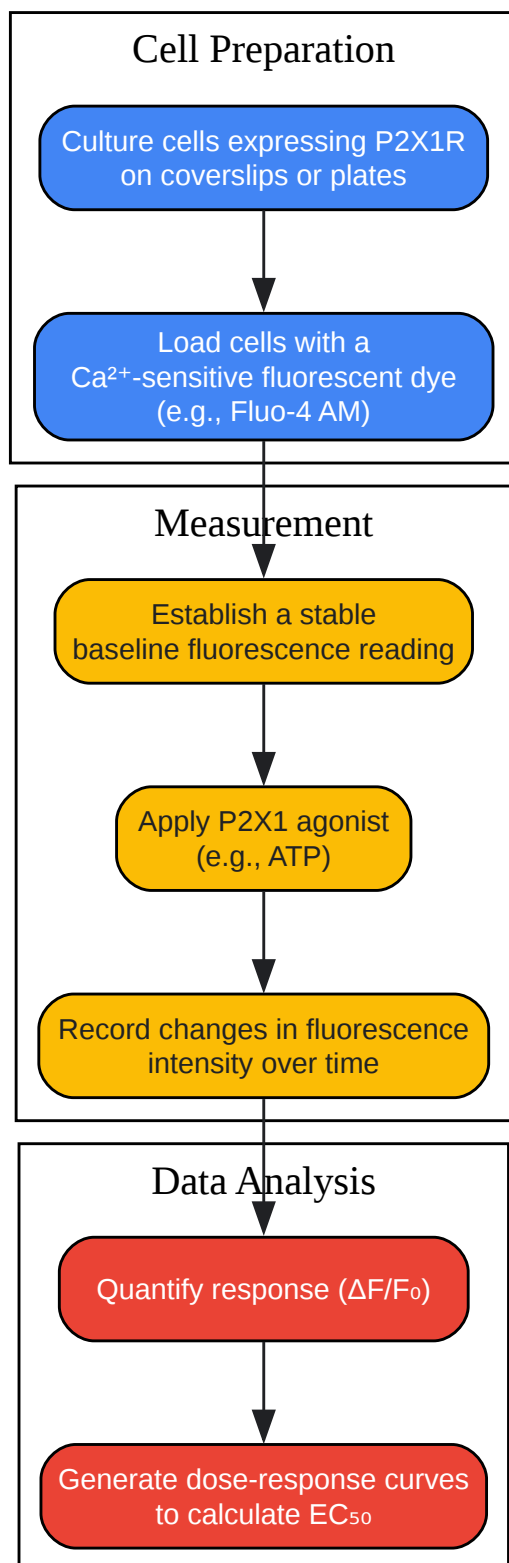 Cell Preparation
Culture cells expressing P2X1R
on coverslips or plates
Load cells with a
Ca²⁺-sensitive fluorescent dye
(e.g., Fluo-4 AM)
Measurement
Establish a stable
baseline fluorescence reading
Apply P2X1 agonist
(e.g., ATP)
Record changes in fluorescence
intensity over time
Data Analysis
Quantify response (ΔF/F₀)
Generate dose-response curves
to calculate EC₅₀